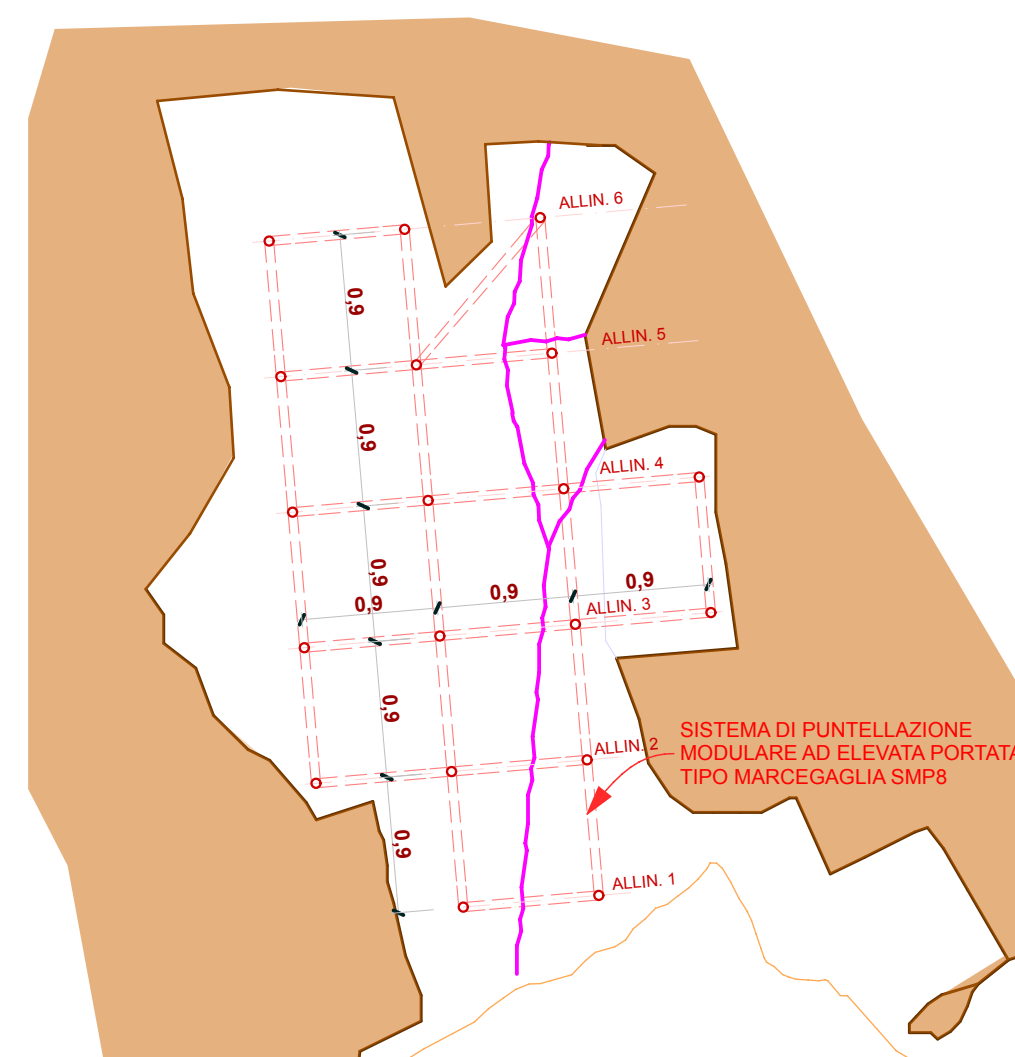 ALLIN. 6
0,9
ALLIN. 5
0,9
ALLIN. 4
0,9
0,9
0,9
0,9
ALLIN. 3
0,9
SISTEMA DI PUNTELLAZIONE
MODULARE AD ELEVATA PORTATA
TIPO MARCEGAGLIA SMP8
ALLIN. 2
0,9
ALLIN. 1